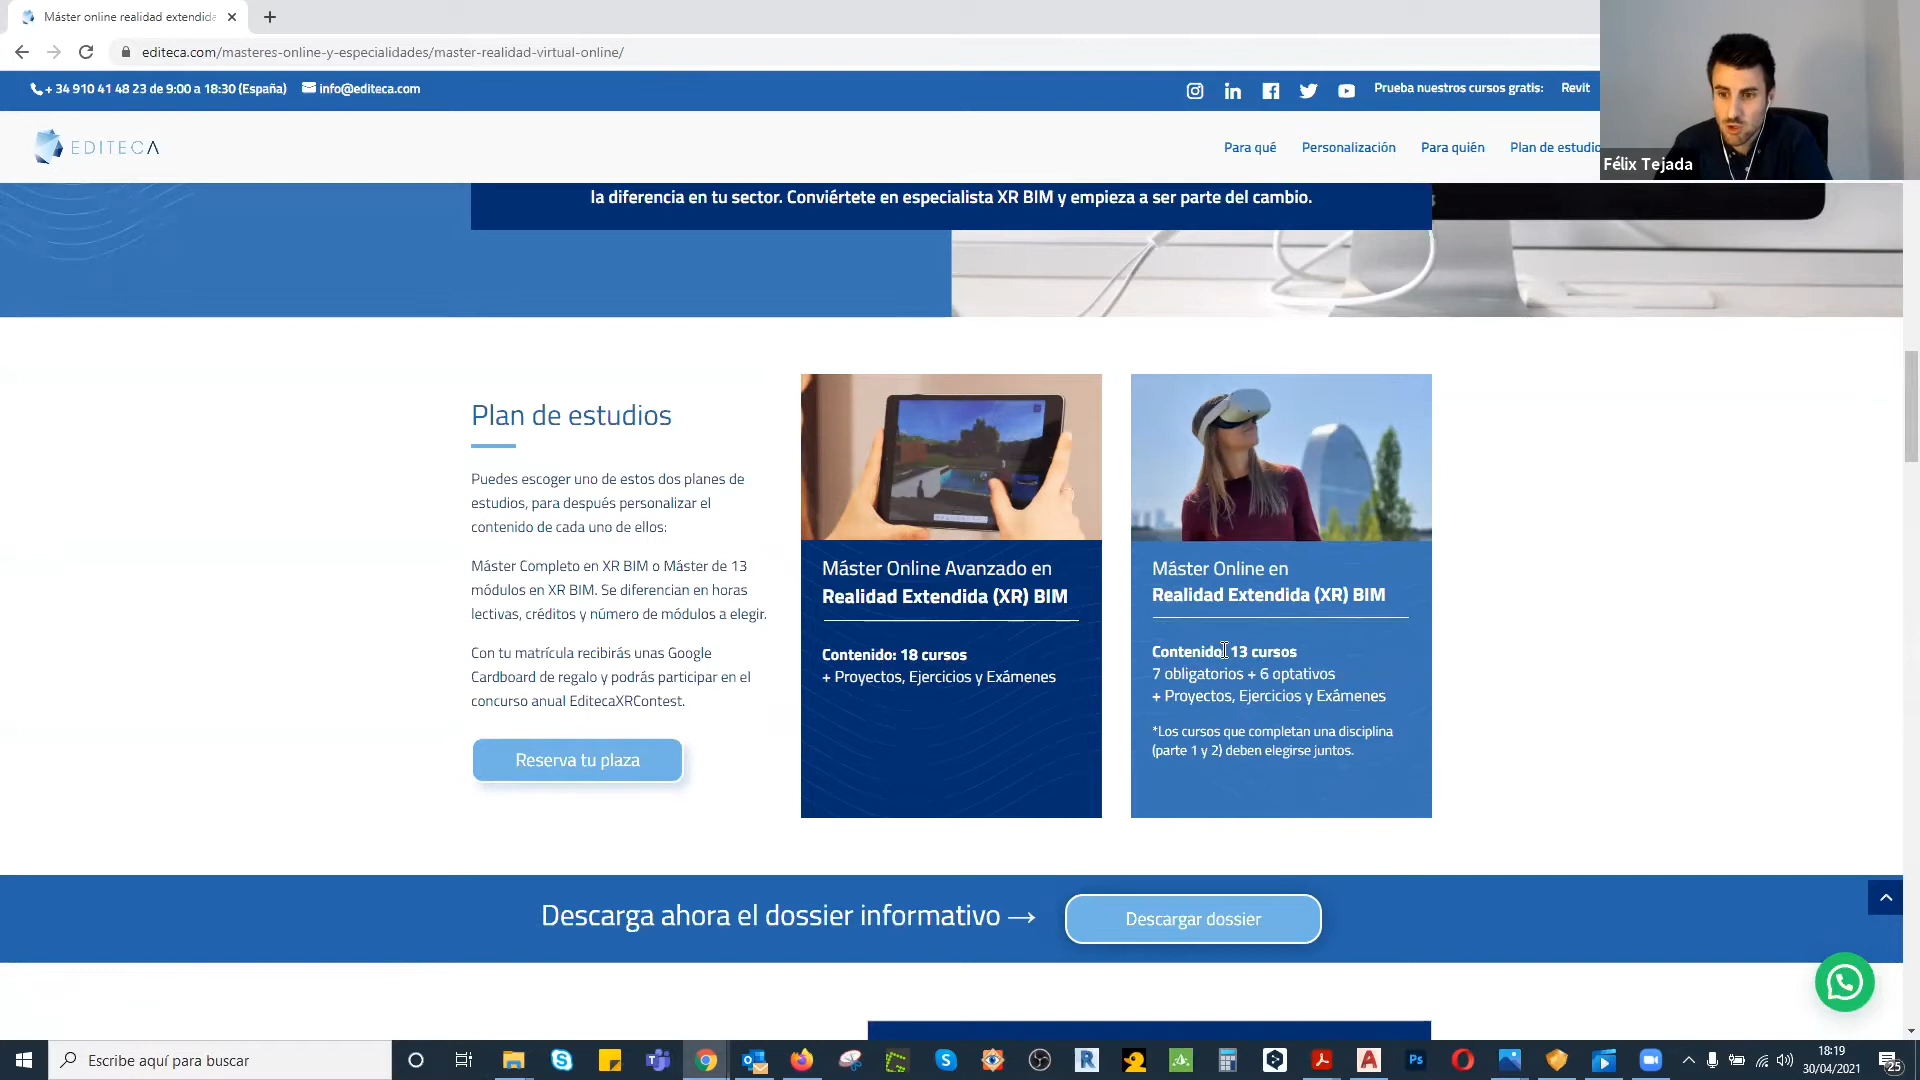 Máster online realidad extendida
editeca.com/masteres-online-y-especialidades/master-realidad-virtual-online/
+ 34 910 41 48 23 de 9:00 a 18:30 (España)
info@editeca.com
Prueba nuestros cursos gratis:
Revit
EDITECA
Para qué
Personalización
Para quién
Plan de estudio
Félix Tejada
la diferencia en tu sector. Conviértete en especialista XR BIM y empieza a ser parte del cambio.
Plan de estudios
Puedes escoger uno de estos dos planes de
estudios, para después personalizar el
contenido de cada uno de ellos:
Máster Completo en XR BIM o Máster de 13
módulos en XR BIM. Se diferencian en horas
lectivas, créditos y número de módulos a elegir.
Con tu matrícula recibirás unas Google
Cardboard de regalo y podrás participar en el
concurso anual EditecaXRContest.
Reserva tu plaza
Máster Online Avanzado en
Realidad Extendida (XR) BIM
Contenido: 18 cursos
+ Proyectos, Ejercicios y Exámenes
Máster Online en
Realidad Extendida (XR) BIM
Contenido: 13 cursos
7 obligatorios + 6 optativos
+ Proyectos, Ejercicios y Exámenes
*Los cursos que completan una disciplina
(parte 1 y 2) deben elegirse juntos.
Descarga ahora el dossier informativo →
Descargar dossier
Escribe aquí para buscar
18:19
30/04/2021
25